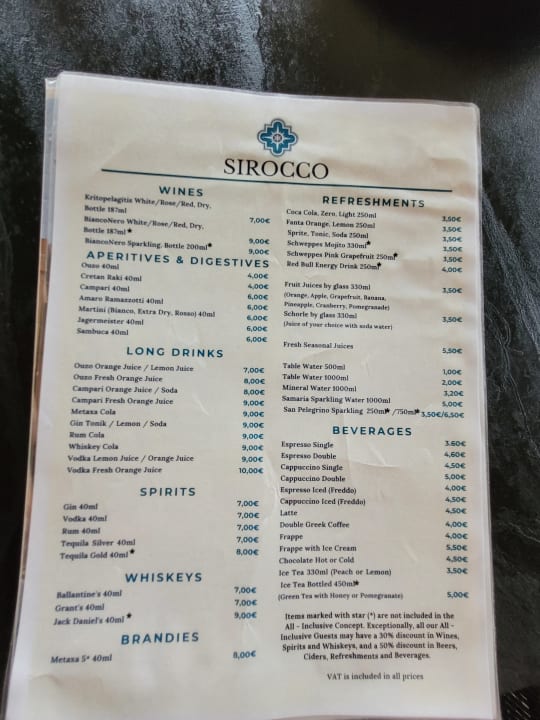 SIROCCO
WINES
Kritopelagitis White/Rose/Red, Dry,
Bottle 187ml 7,00€
BiancoNero White/Rose/Red, Dry,
Bottle 187ml* 9,00€
BiancoNero Sparkling, Bottle 200ml* 9,00€
APERITIVES & DIGESTIVES
Ouzo 40ml 4,00€
Cretan Raki 40ml 4,00€
Campari 40ml 4,00€
Amaro Ramazzotti 40ml 6,00€
Martini (Bianco, Extra Dry, Rosso) 40ml 6,00€
Jagermeister 40ml 6,00€
Sambuca 40ml 6,00€
LONG DRINKS
Ouzo Orange Juice / Lemon Juice 7,00€
Ouzo Fresh Orange Juice 8,00€
Campari Orange Juice / Soda 8,00€
Campari Fresh Orange Juice 9,00€
Metaxa Cola 9,00€
Gin Tonik / Lemon / Soda 9,00€
Rum Cola 9,00€
Whiskey Cola 9,00€
Vodka Lemon Juice / Orange Juice 9,00€
Vodka Fresh Orange Juice 10,00€
SPIRITS
Gin 40ml 7,00€
Vodka 40ml 7,00€
Rum 40ml 7,00€
Tequila Silver 40ml 7,00€
Tequila Gold 40ml* 8,00€
WHISKEYS
Ballantine's 40ml 7,00€
Grant's 40ml 7,00€
Jack Daniel's 40ml * 9,00€
BRANDIES
Metaxa 5* 40ml 8,00€
REFRESHMENTS
Coca Cola, Zero, Light 250ml 3,50€
Fanta Orange, Lemon 250ml 3,50€
Sprite, Tonic, Soda 250ml 3,50€
Schweppes Mojito 330ml* 3,50€
Schweppes Pink Grapefruit 250ml* 3,50€
Red Bull Energy Drink 250ml* 4,00€
Fruit Juices by glass 330ml 3,50€
(Orange, Apple, Grapefruit, Banana,
Pineapple, Cranberry, Pomegranade)
Schorle by glass 330ml 3,50€
(Juice of your choice with soda water)
Fresh Seasonal Juices 5,50€
Table Water 500ml 1,00€
Table Water 1000ml 2,00€
Mineral Water 1000ml 3,20€
Samaria Sparkling Water 1000ml 5,00€
San Pelegrino Sparkling 250ml* /750ml* 3,50€/6,50€
BEVERAGES
Espresso Single 3.60€
Espresso Double 4,60€
Cappuccino Single 4,50€
Cappuccino Double 5,00€
Espresso Iced (Freddo) 4,00€
Cappuccino Iced (Freddo) 4,50€
Latte 4,50€
Double Greek Coffee 4,00€
Frappe 4,00€
Frappe with Ice Cream 5,50€
Chocolate Hot or Cold 4,50€
Ice Tea 330ml (Peach or Lemon) 3,50€
Ice Tea Bottled 450ml*
(Green Tea with Honey or Pomegranate) 5,00€
Items marked with star (*) are not included in the
All - Inclusive Concept. Exceptionally, all our All -
Inclusive Guests may have a 30% discount in Wines,
Spirits and Whiskeys, and a 50% discount in Beers,
Ciders, Refreshments and Beverages.
VAT is included in all prices